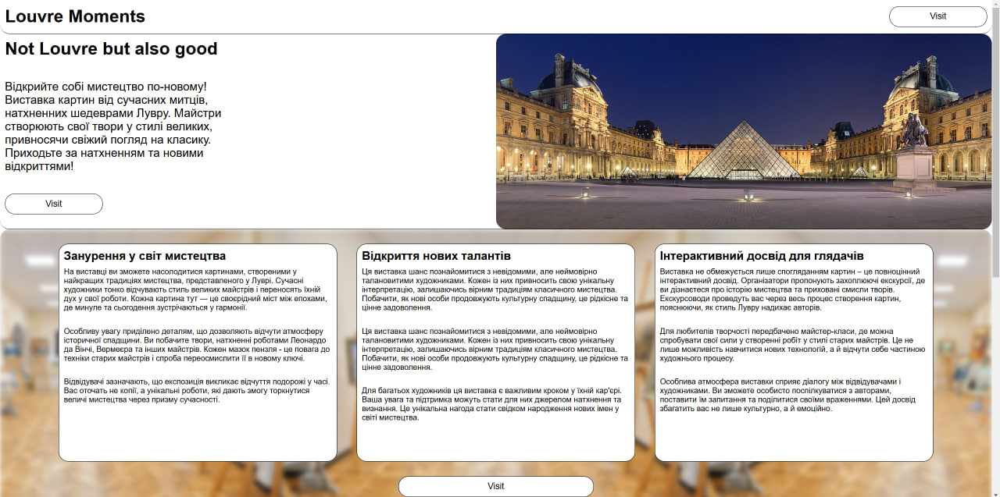 Louvre Moments
Visit
Not Louvre but also good
Відкрийте собі мистецтво по-новому!
Виставка картин від сучасних митців,
натхненних шедеврами Лувру. Майстри
створюють свої твори у стилі великих,
привносячи свіжий погляд на класику.
Приходьте за натхненням та новими
відкриттями!
Visit
Занурення у світ мистецтва
На виставці ви зможете насолодитися картинами, створеними у
найкращих традиціях мистецтва, представленого у Луврі. Сучасні
художники тонко відчувають стиль великих майстрів і переносять їхній
дух у свої роботи. Кожна картина тут — це своєрідний міст між епохами,
де минуле та сьогодення зустрічаються у гармонії.
Особливу увагу приділено деталям, що дозволяють відчути атмосферу
історичної спадщини. Ви побачите твори, натхненні роботами Леонардо
да Вінчі, Вермеєра та інших майстрів. Кожен мазок пензля - це повага до
техніки старих майстрів і спроба переосмислити її в новому ключі.
Відвідувачі зазначають, що експозиція викликає відчуття подорожі у часі.
Вас оточать не копії, а унікальні роботи, які дають змогу торкнутися
величі мистецтва через призму сучасності.
Відкриття нових талантів
Ця виставка шанс познайомитися з невідомими, але неймовірно
талановитими художниками. Кожен із них привносить свою унікальну
інтерпретацію, залишаючись вірним традиціям класичного мистецтва.
Побачити, як нові особи продовжують культурну спадщину, це рідкісне та
цінне задоволення.
Ця виставка шанс познайомитися з невідомими, але неймовірно
талановитими художниками. Кожен із них привносить свою унікальну
інтерпретацію, залишаючись вірним традиціям класичного мистецтва.
Побачити, як нові особи продовжують культурну спадщину, це рідкісне та
цінне задоволення.
Для багатьох художників ця виставка є важливим кроком у їхній кар'єрі.
Ваша увага та підтримка можуть стати для них джерелом натхнення та
визнання. Це унікальна нагода стати свідком народження нових імен у
світі мистецтва.
Інтерактивний досвід для глядачів
Виставка не обмежується лише спогляданням картин – це повноцінний
інтерактивний досвід. Організатори пропонують захоплюючі екскурсії, де
ви дізнаєтеся про історію мистецтва та приховані смисли творів.
Екскурсоводи проведуть вас через весь процес створення картин,
пояснюючи, як стиль Лувру надихає авторів.
Для любителів творчості передбачено майстер-класи, де можна
спробувати свої сили у створенні робіт у стилі старих майстрів. Це не
лише можливість навчитися нових технологій, а й відчути себе частиною
художнього процесу.
Особлива атмосфера виставки сприяє діалогу між відвідувачами і
художниками. Ви зможете особисто поспілкуватися з авторами,
поставити їм запитання та поділитися своїми враженнями. Цей досвід
збагатить вас не лише культурно, а й емоційно.
Visit